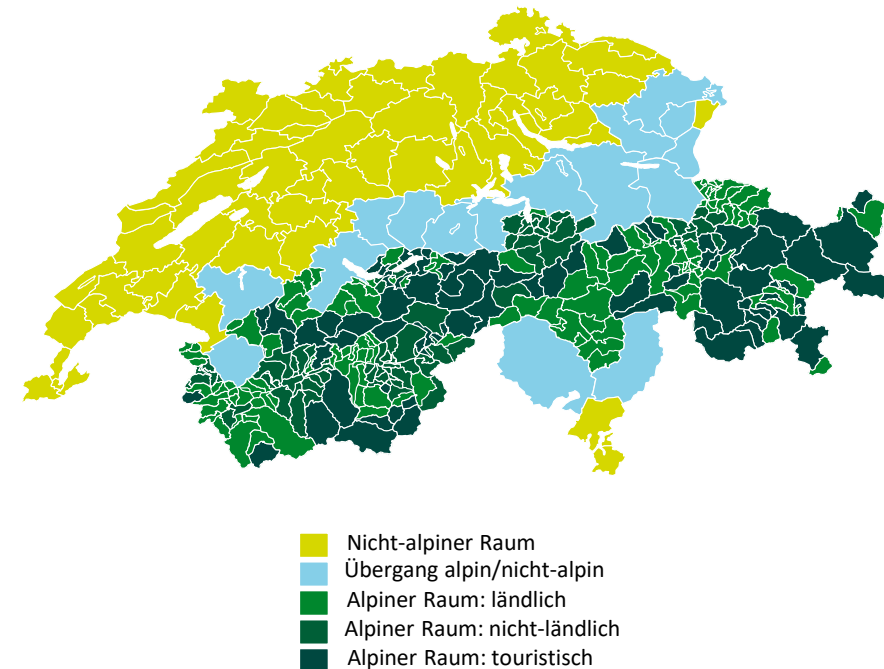 Nicht-alpiner Raum
Übergang alpin/nicht-alpin
Alpiner Raum: ländlich
Alpiner Raum: nicht-ländlich
Alpiner Raum: touristisch